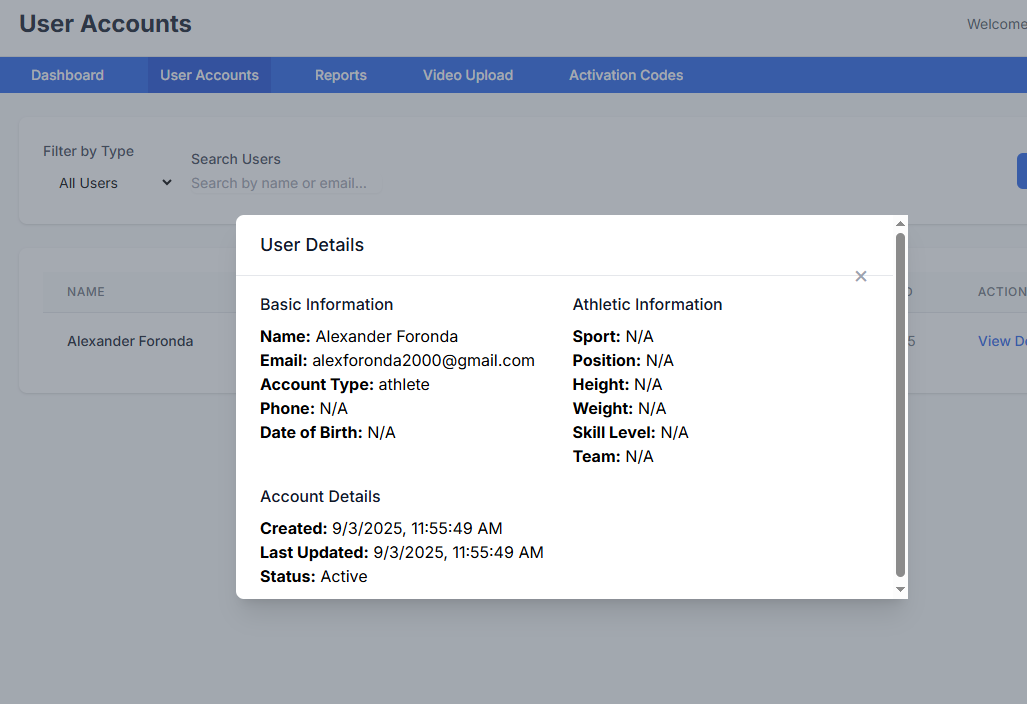 User Accounts
Welcome
Dashboard User Accounts Reports Video Upload Activation Codes
Filter by Type
All Users
Search Users
Search by name or email...
User Details
×
NAME
ACTION
Alexander Foronda
5
View De
Basic Information
Name: Alexander Foronda
Email: alexforonda2000@gmail.com
Account Type: athlete
Phone: N/A
Date of Birth: N/A
Athletic Information
Sport: N/A
Position: N/A
Height: N/A
Weight: N/A
Skill Level: N/A
Team: N/A
Account Details
Created: 9/3/2025, 11:55:49 AM
Last Updated: 9/3/2025, 11:55:49 AM
Status: Active